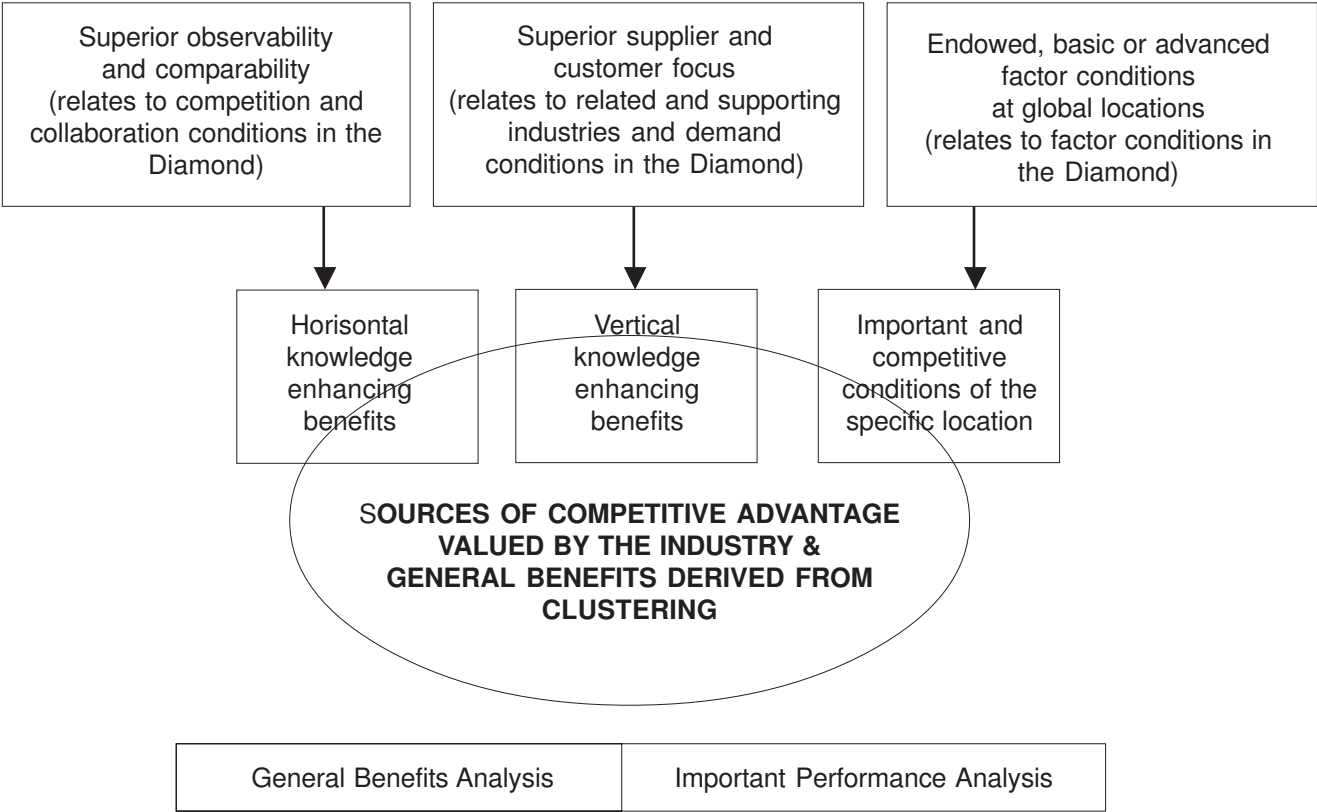 Superior observability
and comparability
(relates to competition and
collaboration conditions in the
Diamond)
Superior supplier and
customer focus
(relates to related and supporting
industries and demand
conditions in the Diamond)
Endowed, basic or advanced
factor conditions
at global locations
(relates to factor conditions in
the Diamond)
Horisontal
knowledge
enhancing
benefits
Vertical
knowledge
enhancing
benefits
Important and
competitive
conditions of the
specific location
SOURCES OF COMPETITIVE ADVANTAGE
VALUED BY THE INDUSTRY &
GENERAL BENEFITS DERIVED FROM
CLUSTERING
General Benefits Analysis
Important Performance Analysis